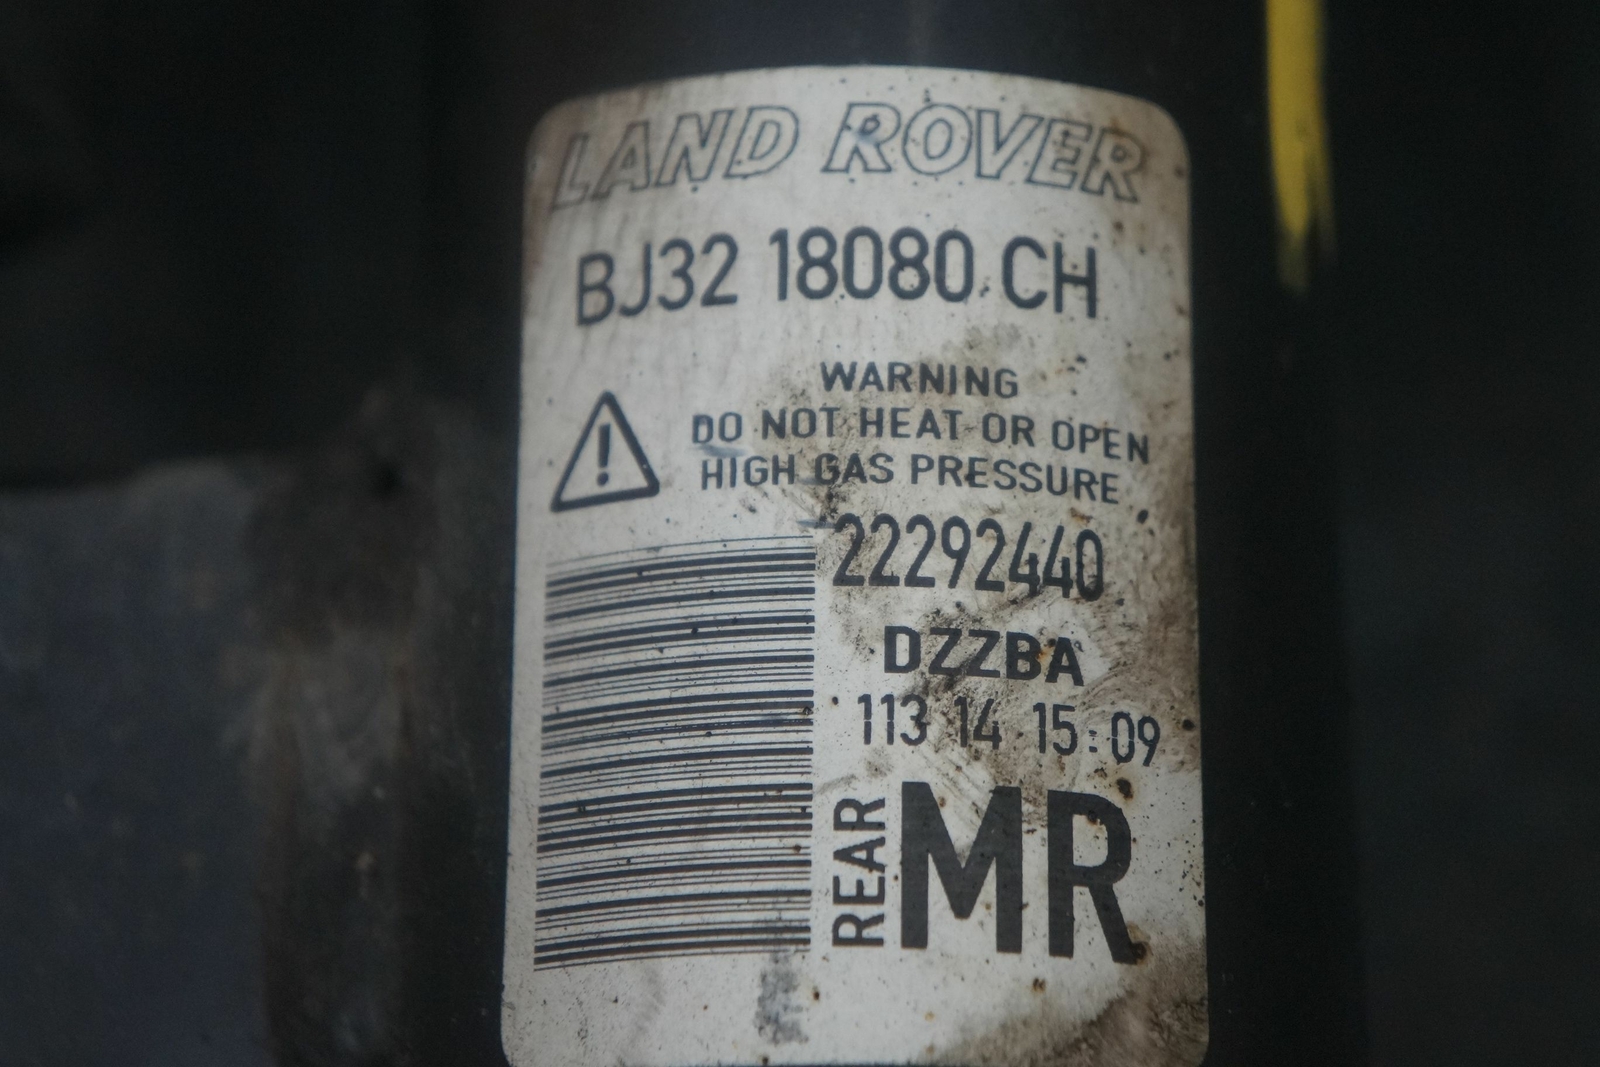 LAND ROVER
BJ32 18080 CH
WARNING
DO NOT HEAT OR OPEN
HIGH GAS PRESSURE
22292440
DZZBA
113 14 15:09
REAR MR